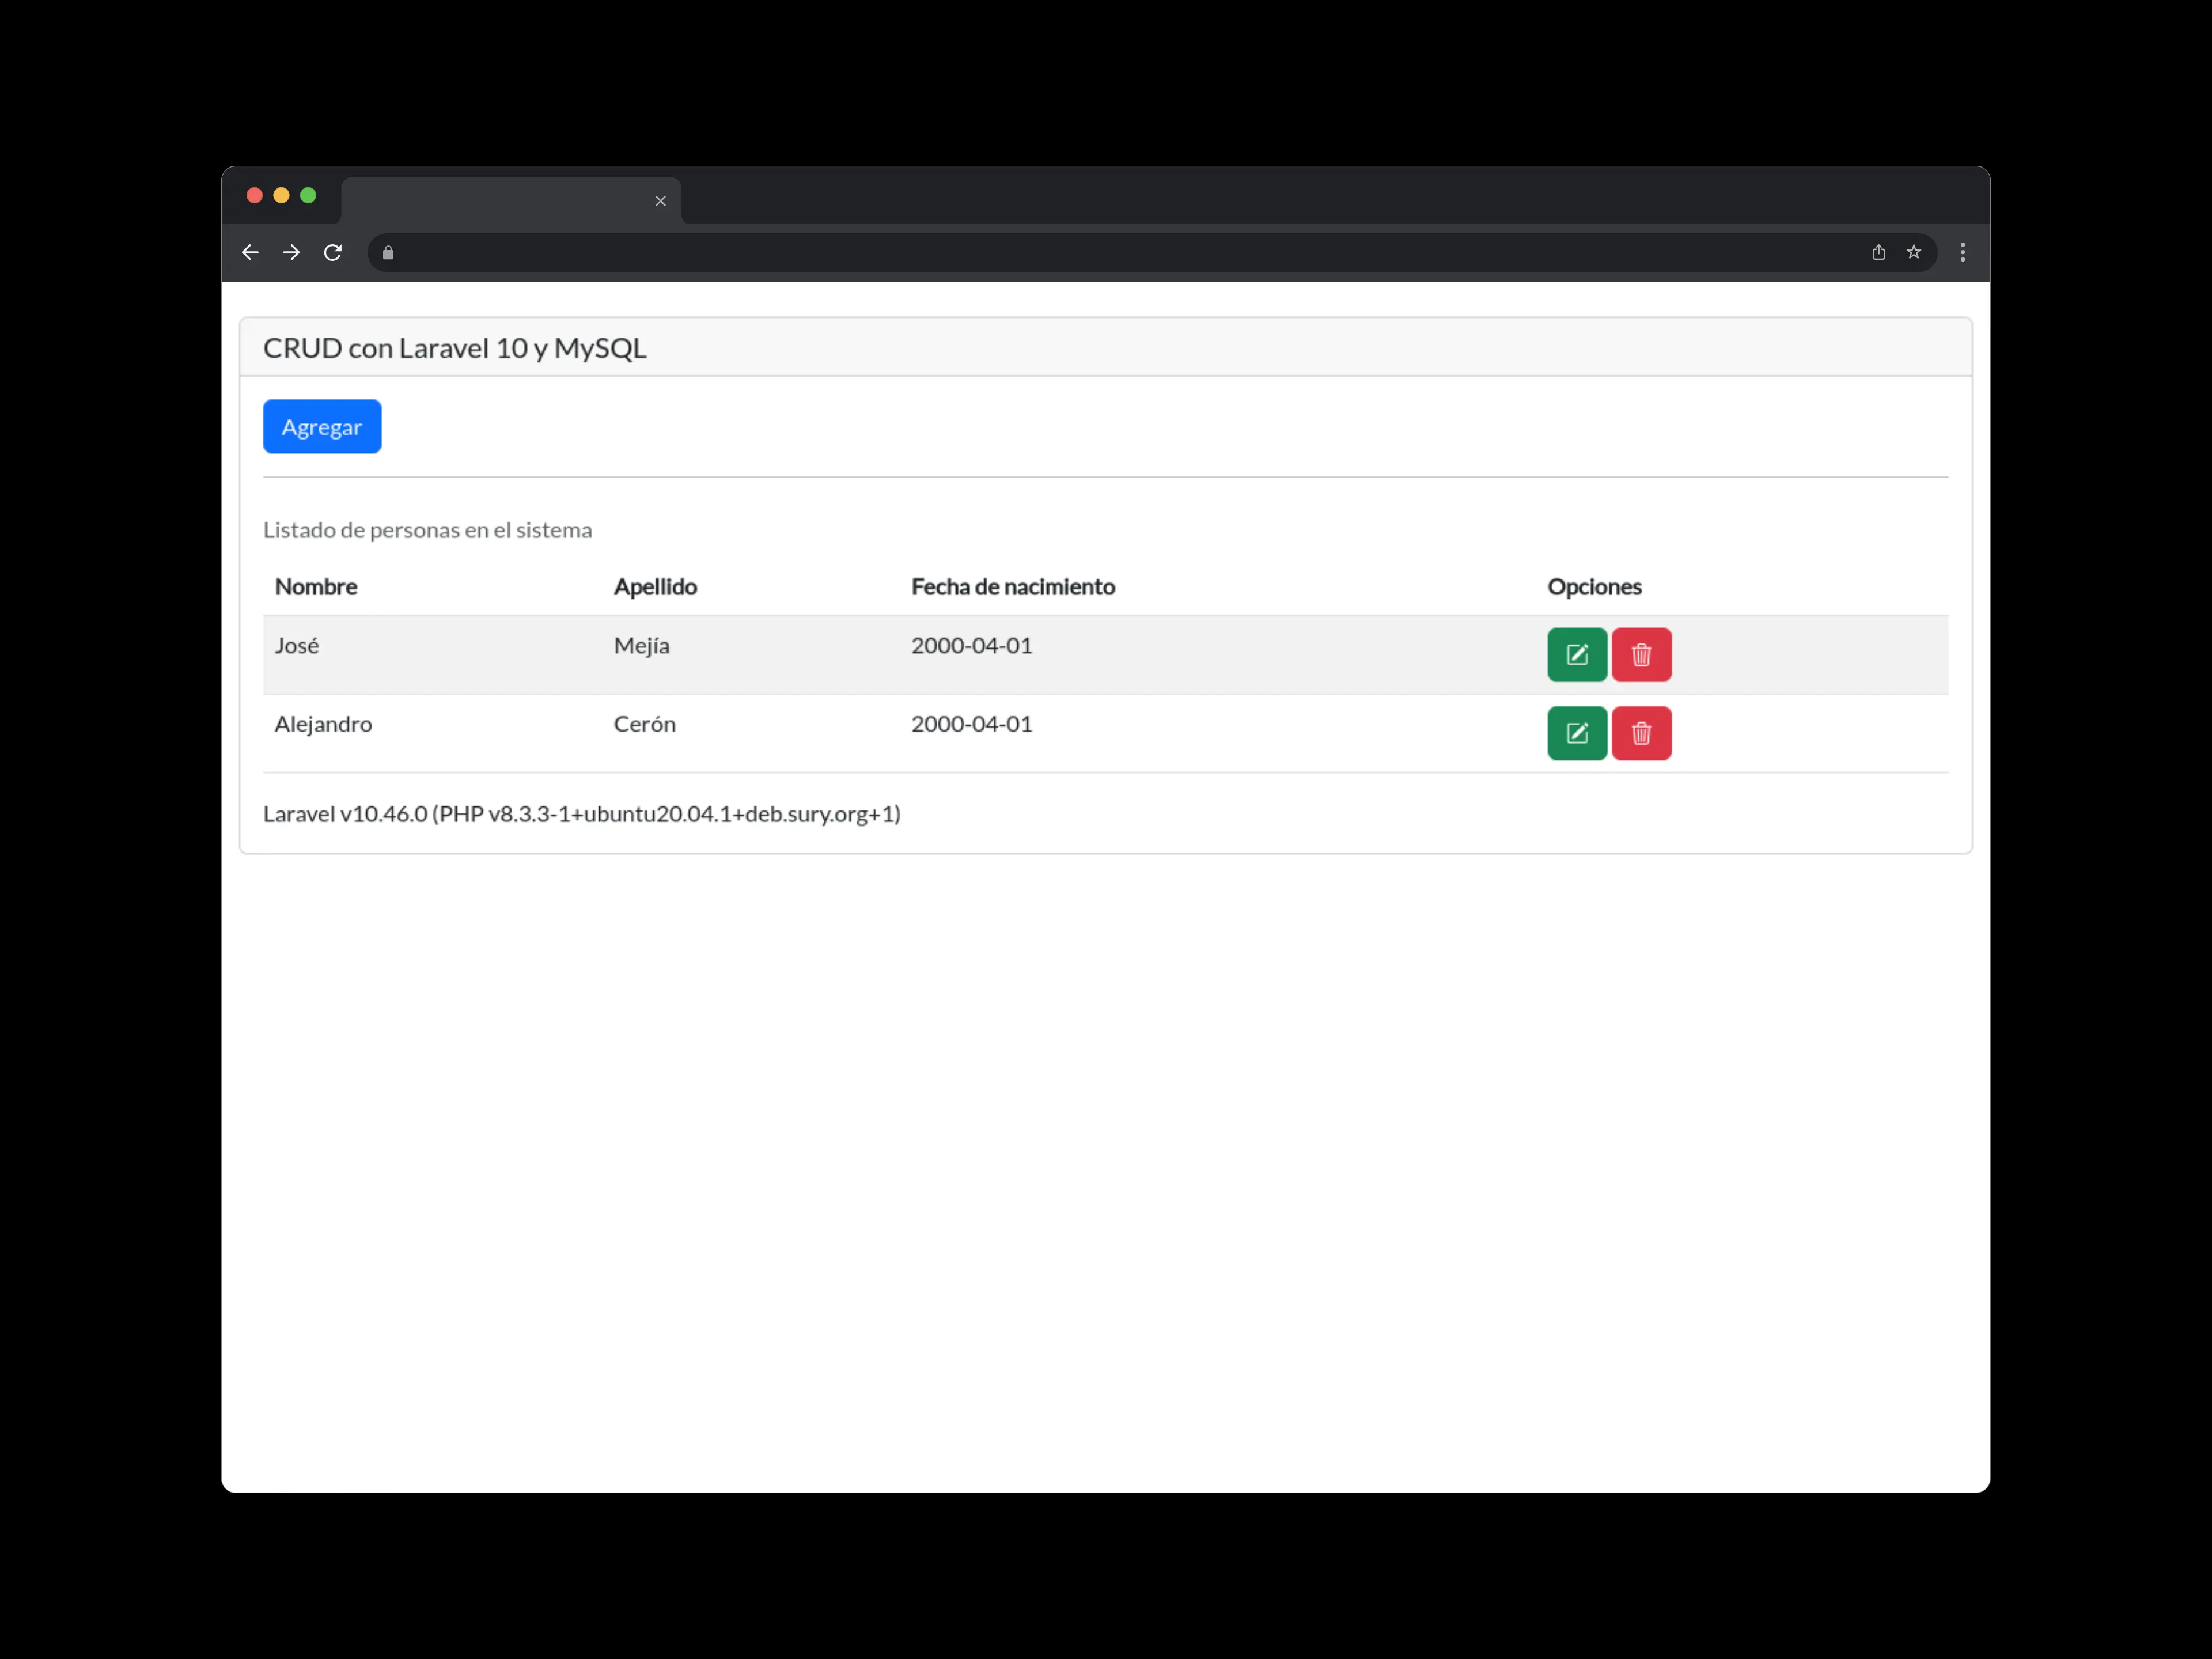 CRUD con Laravel 10 y MySQL
Agregar
Listado de personas en el sistema
Nombre Apellido Fecha de nacimiento Opciones
José Mejía 2000-04-01
Alejandro Cerón 2000-04-01
Laravel v10.46.0 (PHP v8.3.3-1+ubuntu20.04.1+deb.sury.org+1)